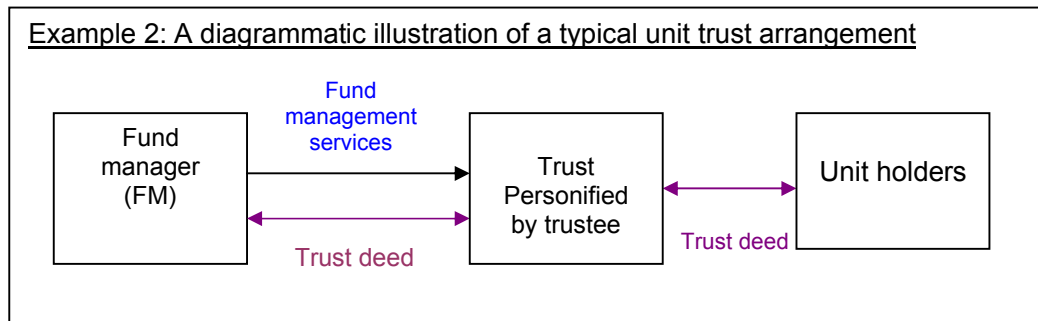 Example 2: A diagrammatic illustration of a typical unit trust arrangement
Fund
manager
(FM)
Fund
management
services
Trust deed
Trust
Personified
by trustee
Trust deed
Unit holders